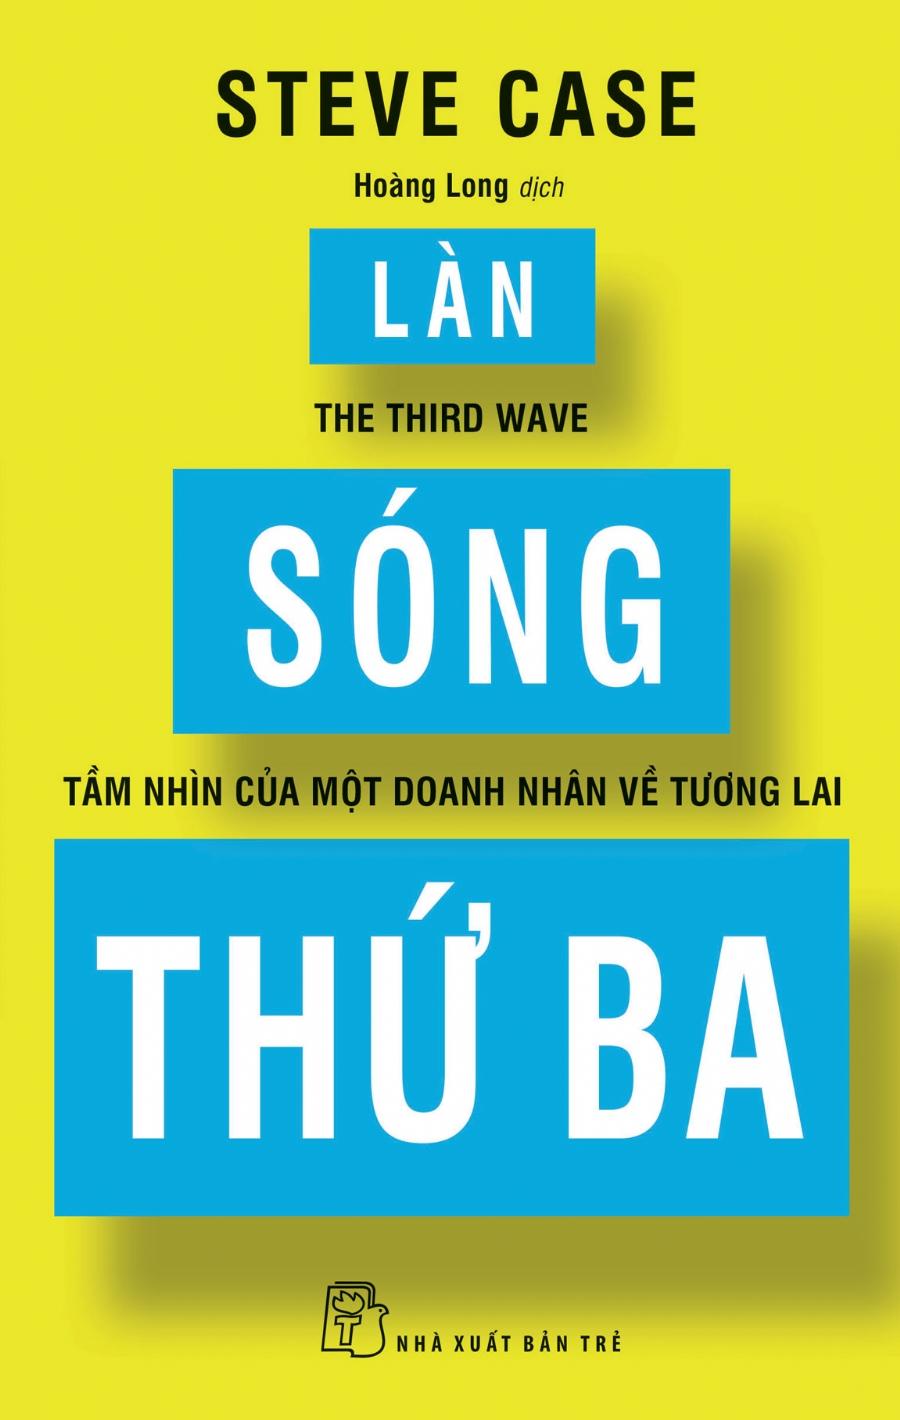 STEVE CASE
Hoàng Long dịch
LÀN
THE THIRD WAVE
SÓNG
TẦM NHÌN CỦA MỘT DOANH NHÂN VỀ TƯƠNG LAI
THỨ BA
T
NHÀ XUẤT BẢN TRẺ